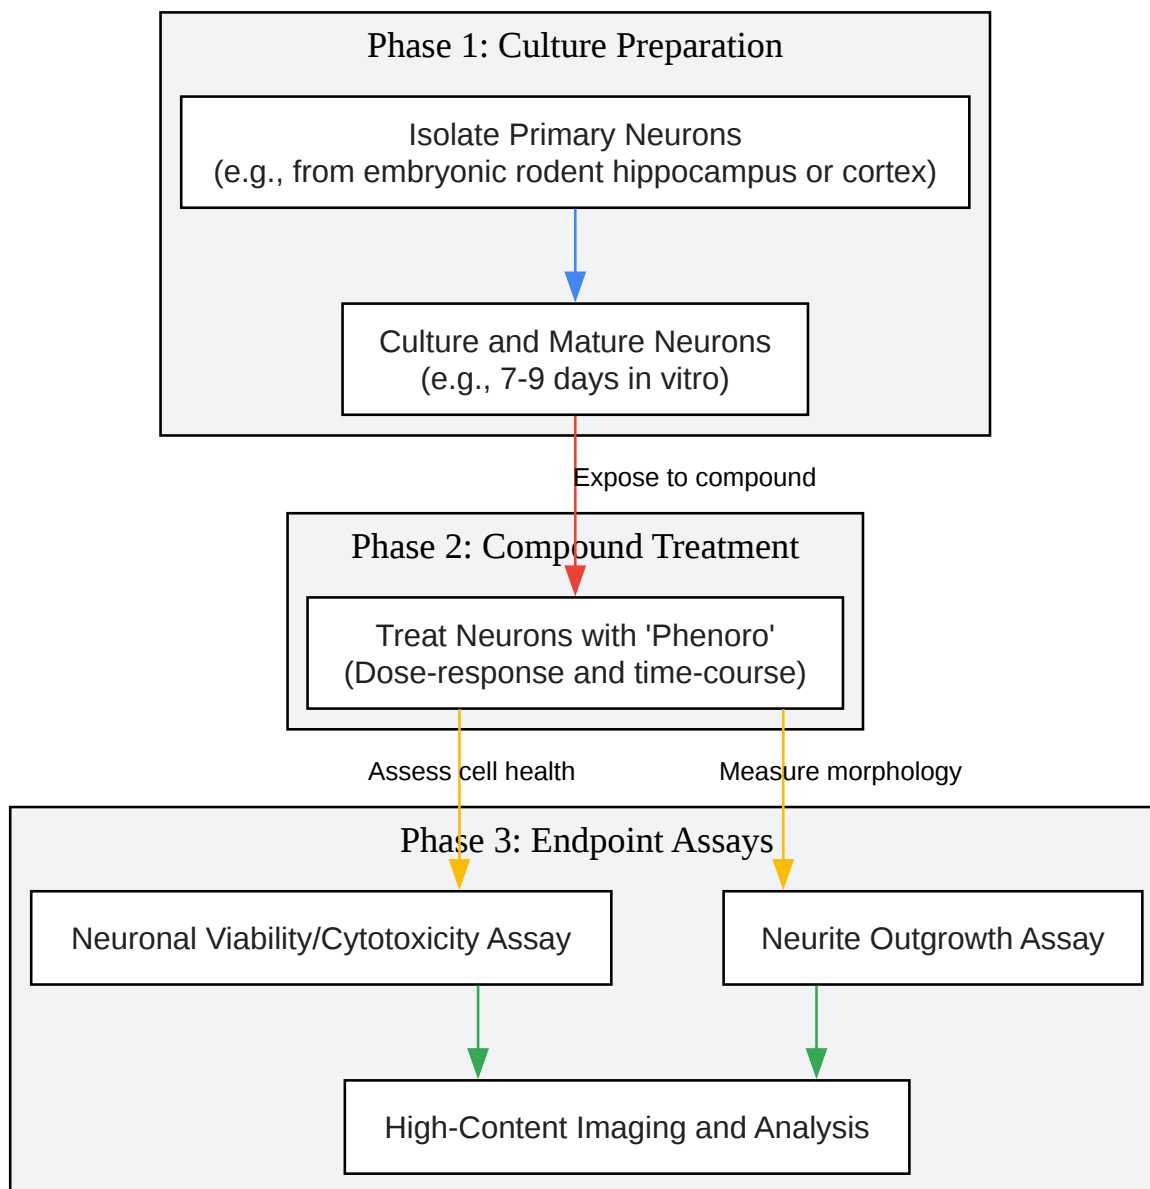 Phase 1: Culture Preparation
Isolate Primary Neurons
(e.g., from embryonic rodent hippocampus or cortex)
Culture and Mature Neurons
(e.g., 7-9 days in vitro)
Expose to compound
Phase 2: Compound Treatment
Treat Neurons with 'Phenoro'
(Dose-response and time-course)
Assess cell health
Measure morphology
Phase 3: Endpoint Assays
Neuronal Viability/Cytotoxicity Assay
Neurite Outgrowth Assay
High-Content Imaging and Analysis